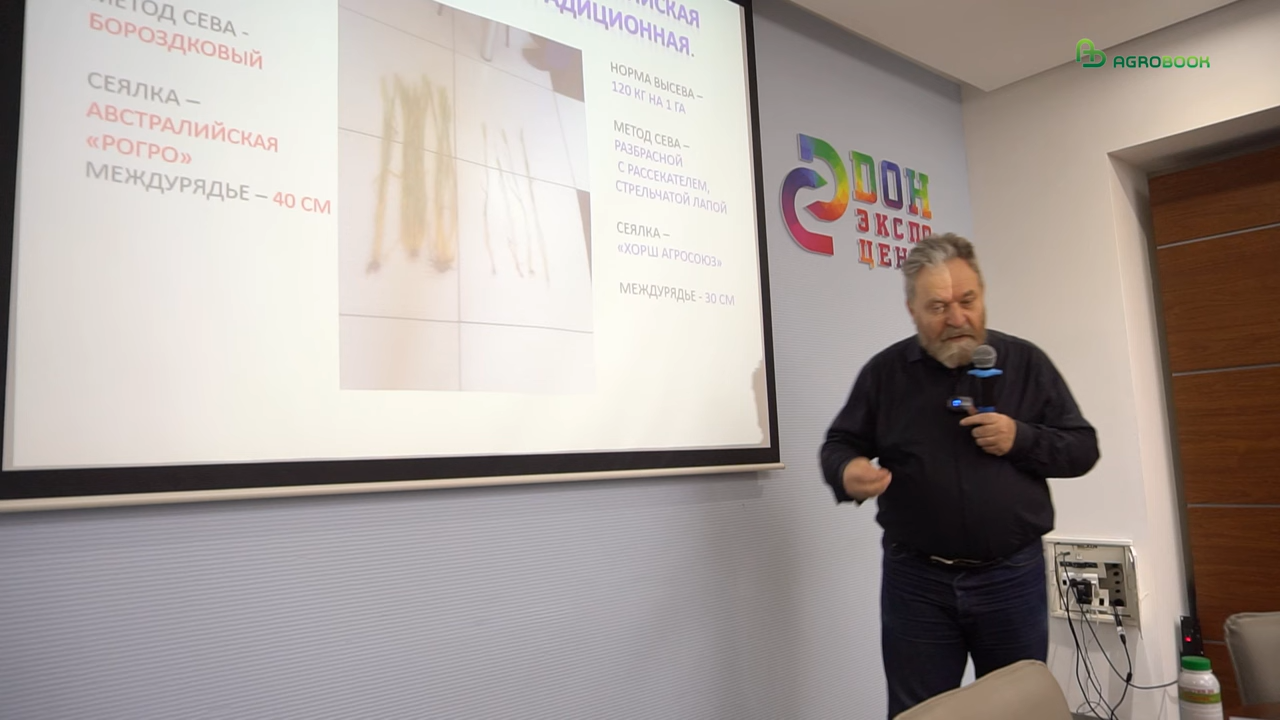 МЕТОД СЕВА -
БОРОЗДКОВЫЙ
СЕЯЛКА –
АВСТРАЛИЙСКАЯ
«РОГРО»
МЕЖДУРЯДЬЕ – 40 СМ
НОРМА ВЫСЕВА –
120 КГ НА 1 ГА
МЕТОД СЕВА –
РАЗБРАСНОЙ
С РАССЕКАТЕЛЕМ,
СТРЕЛЬЧАТОЙ ЛАПОЙ
СЕЯЛКА –
«ХОРШ АГРОСОЮЗ»
МЕЖДУРЯДЬЕ - 30 СМ
ДОН
ЭКСПО
ЦЕН
AGROBOOK